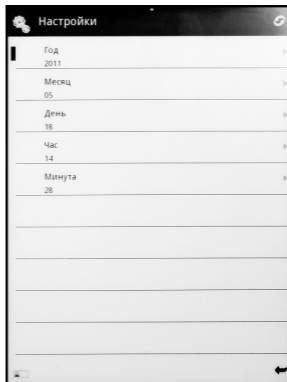 Настройки
Год
2011
Месяц
05
День
18
Час
14
Минута
28